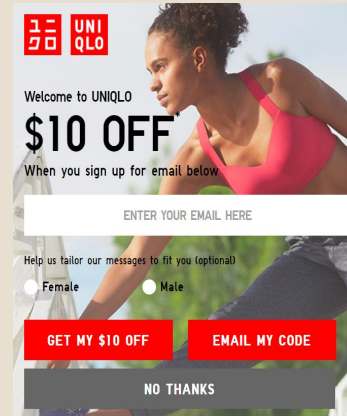 ユニ UNI
クロ QLO
Welcome to UNIQLO
$10 OFF*
When you sign up for email below
ENTER YOUR EMAIL HERE
Help us tailor our messages to fit you (optional)
Female Male
GET MY $10 OFF EMAIL MY CODE
NO THANKS